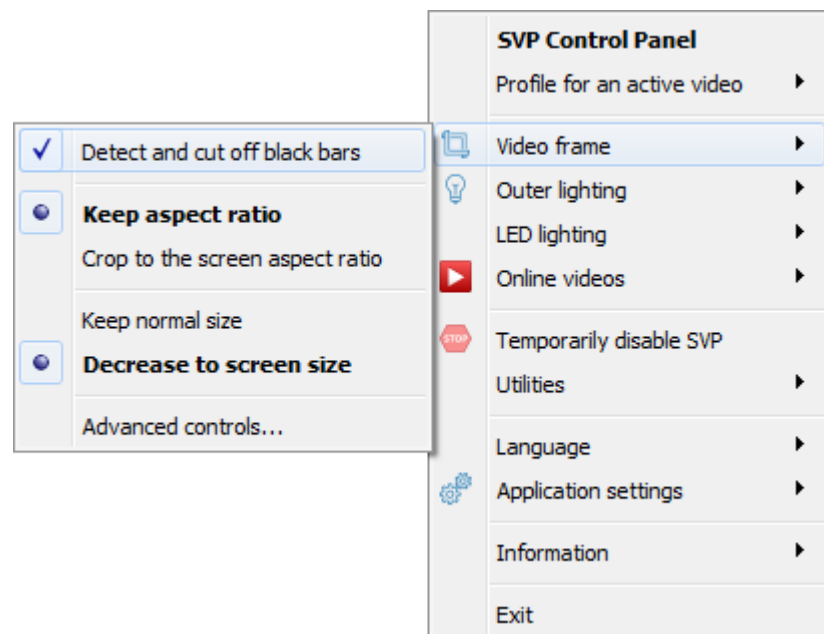 SVP Control Panel
Profile for an active video
Video frame
Outer lighting
LED lighting
Online videos
STOP
Temporarily disable SVP
Utilities
Language
Application settings
Information
Exit
Detect and cut off black bars
Keep aspect ratio
Crop to the screen aspect ratio
Keep normal size
Decrease to screen size
Advanced controls...